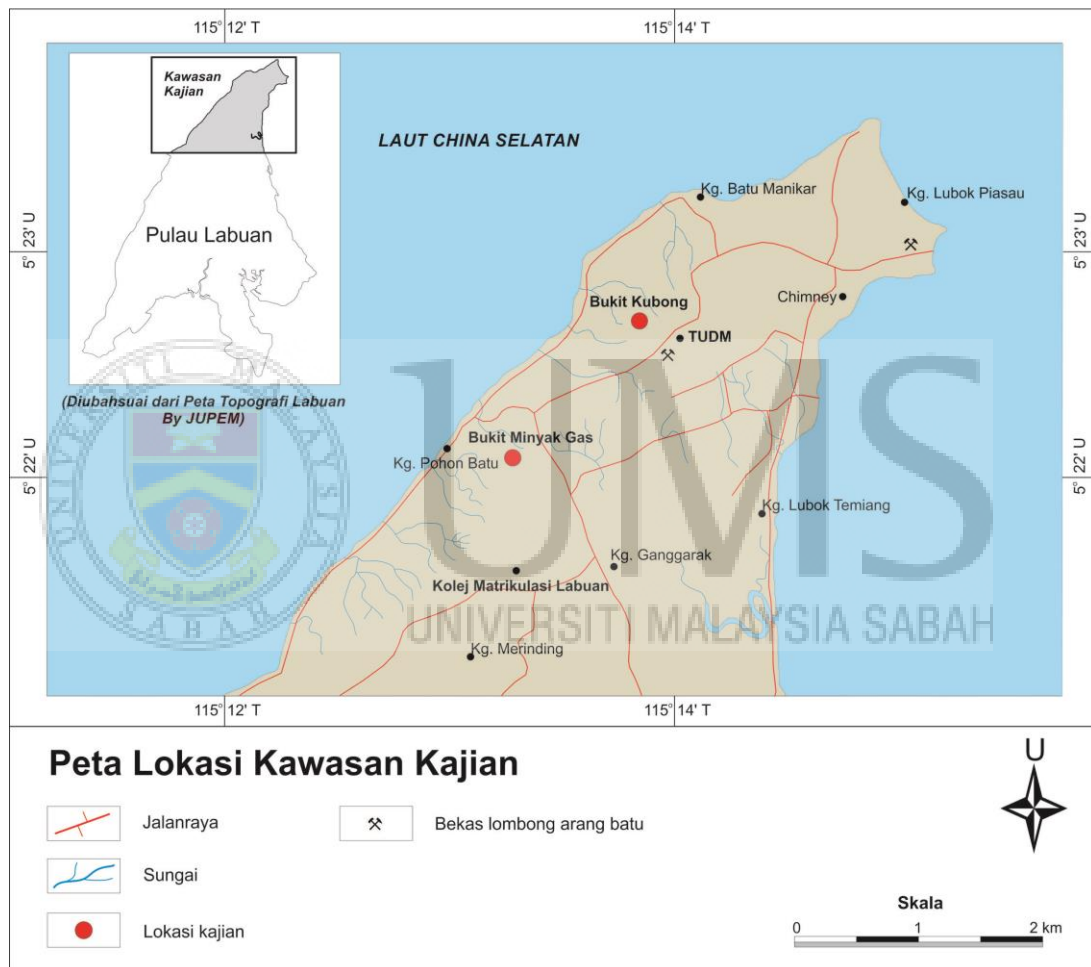 115° 12' T
115° 14' T
Kawasan
Kajian
LAUT CHINA SELATAN
Kg. Batu Manikar
Kg. Lubok Piasau
5° 23' U
5° 23' U
Pulau Labuan
Chimney
Bukit Kubong
TUDM
(Diubahsuai dari Peta Topografi Labuan
By JUPEM)
Bukit Minyak Gas
Kg. Pohon Batu
5° 22' U
5° 22' U
Kg. Lubok Temiang
Kg. Ganggarak
Kolej Matrikulasi Labuan
UMS
UNIVERSITI MALAYSIA SABAH
UNIVERSITI MALAYSIA
SABAH
Kg. Merinding
115° 12' T
115° 14' T
Peta Lokasi Kawasan Kajian
U
Jalanraya
Bekas lombong arang batu
Sungai
Lokasi kajian
Skala
0 1 2 km